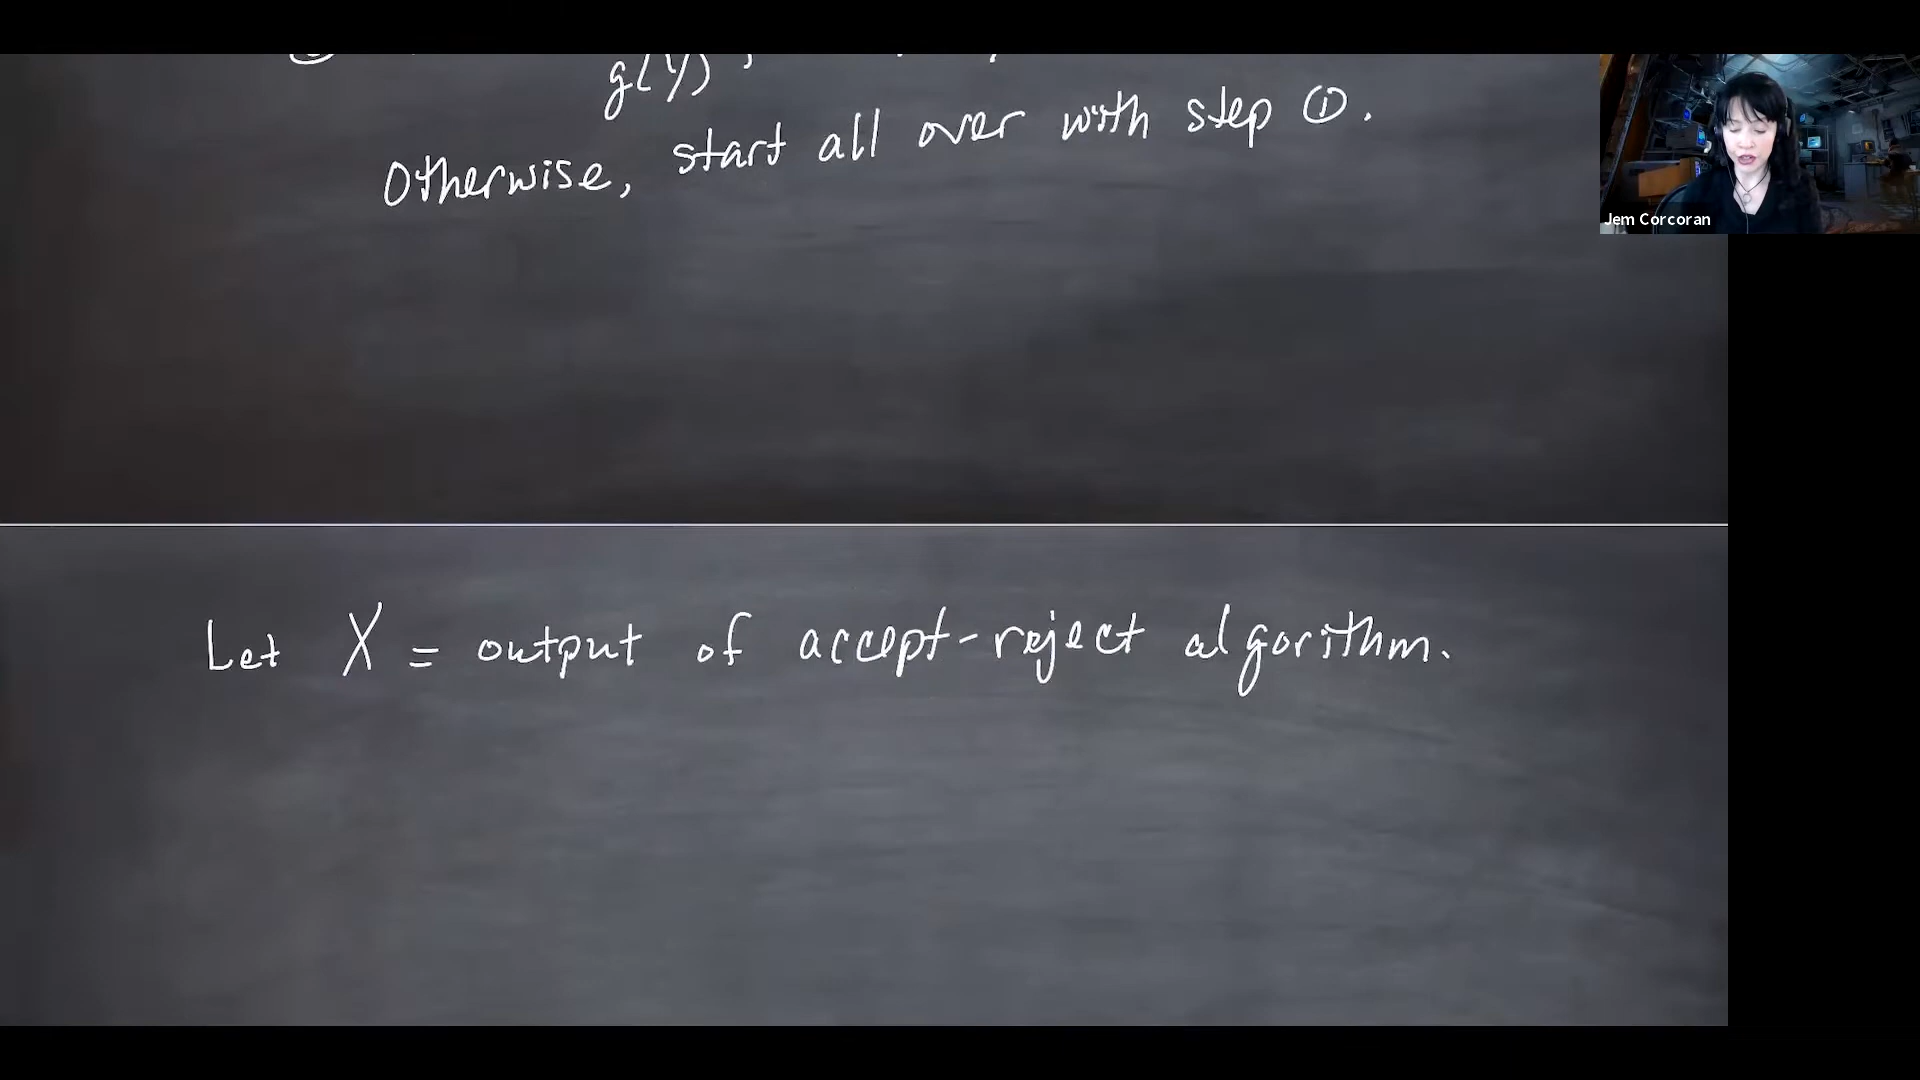 g(y) ,
Otherwise, start all over with step ①.
Jem Corcoran
Let X = output of accept-reject algorithm.